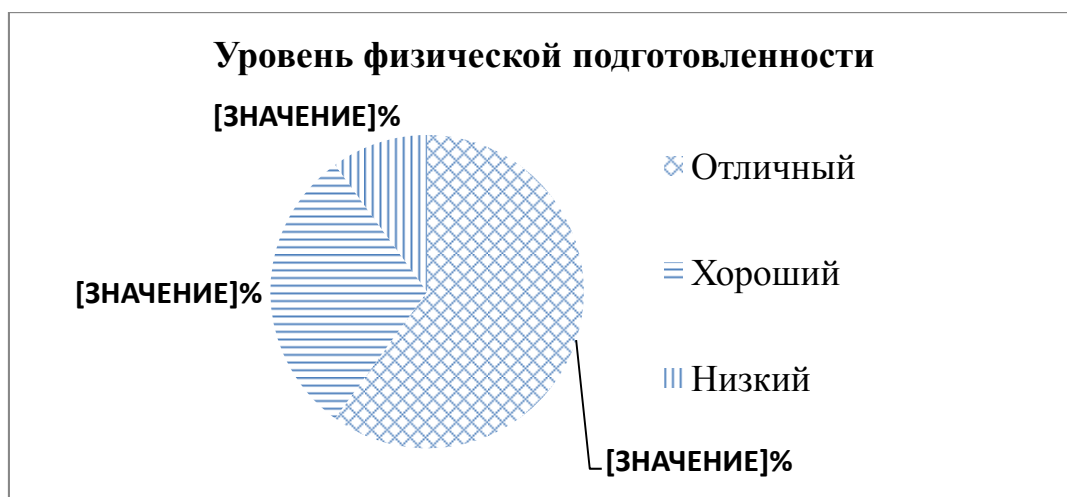 Уровень физической подготовленности
[ЗНАЧЕНИЕ]%
Отличный
[ЗНАЧЕНИЕ]%
Хороший
Низкий
[ЗНАЧЕНИЕ]%